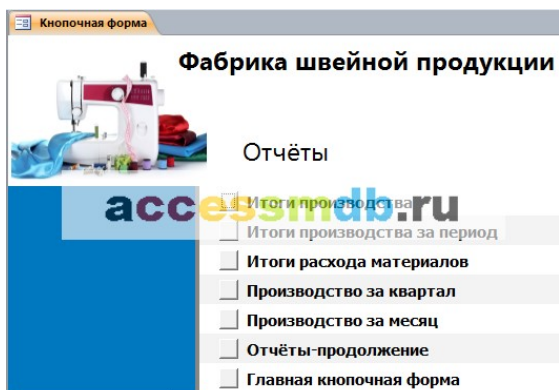 Кнопочная форма
Фабрика швейной продукции
Отчёты
accessmdb.ru
Итоги производства
Итоги производства за период
Итоги расхода материалов
Производство за квартал
Производство за месяц
Отчёты-продолжение
Главная кнопочная форма